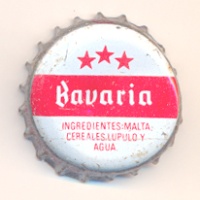 Bavaria
INGREDIENTES:MALTA,
CEREALES,LUPULO Y
AGUA.